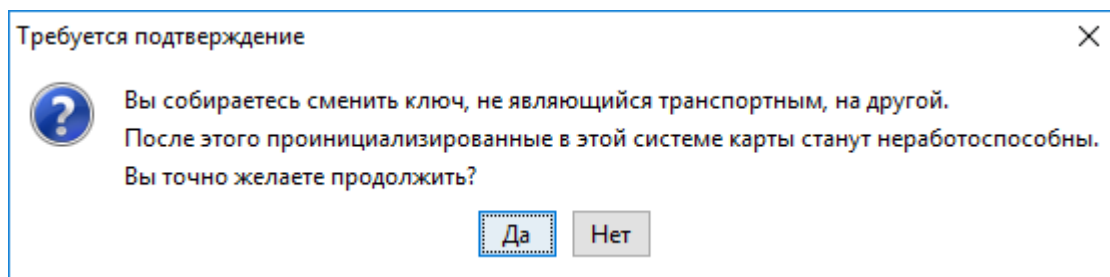 Требуется подтверждение
Вы собираетесь сменить ключ, не являющийся транспортным, на другой.
После этого проинициализированные в этой системе карты станут неработоспособны.
Вы точно желаете продолжить?
Да
Нет